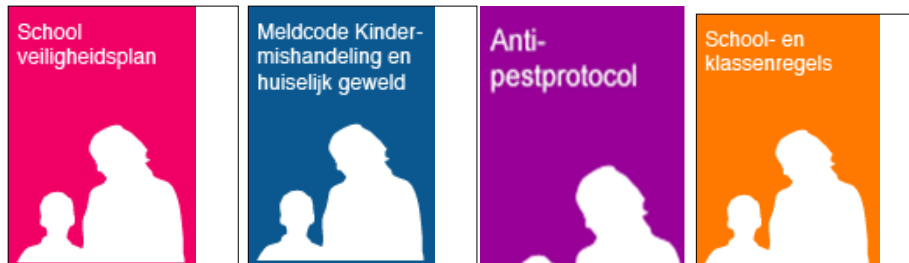 School
veiligheidsplan
Meldcode Kinder-
mishandeling en
huiselijk geweld
Anti-
pestprotocol
School- en
klassenregels